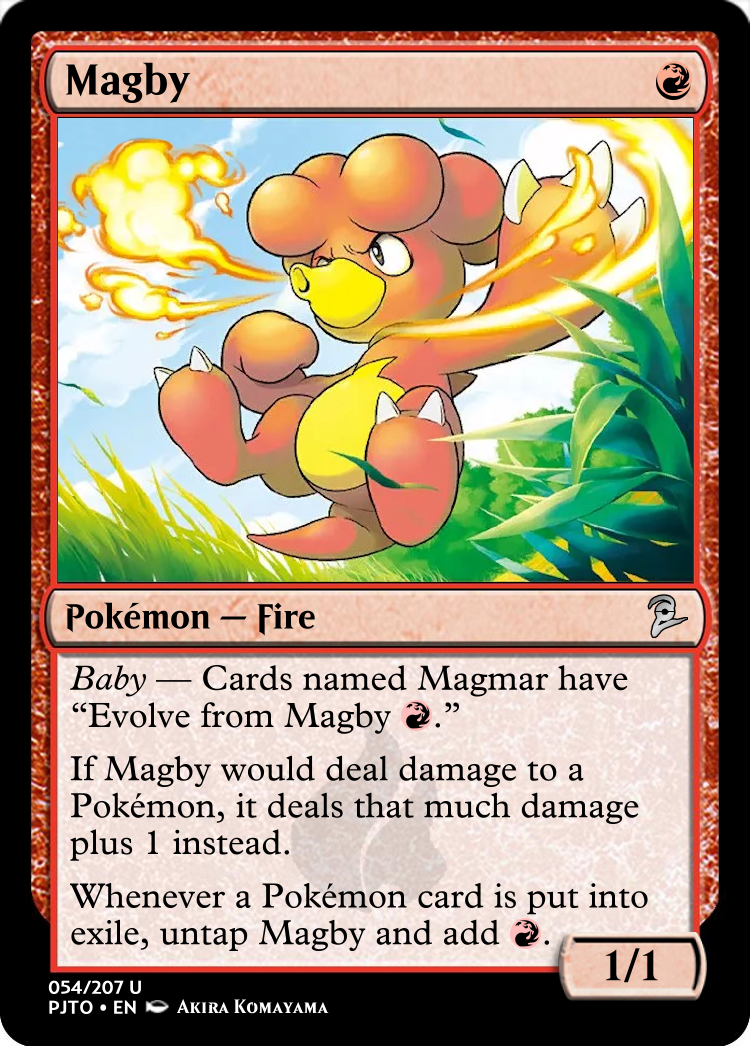 Magby
Pokémon — Fire
Baby — Cards named Magmar have
“Evolve from Magby .”
If Magby would deal damage to a
Pokémon, it deals that much damage
plus 1 instead.
Whenever a Pokémon card is put into
exile, untap Magby and add .
1/1
054/207 U
PJTO • EN Akira Komayama